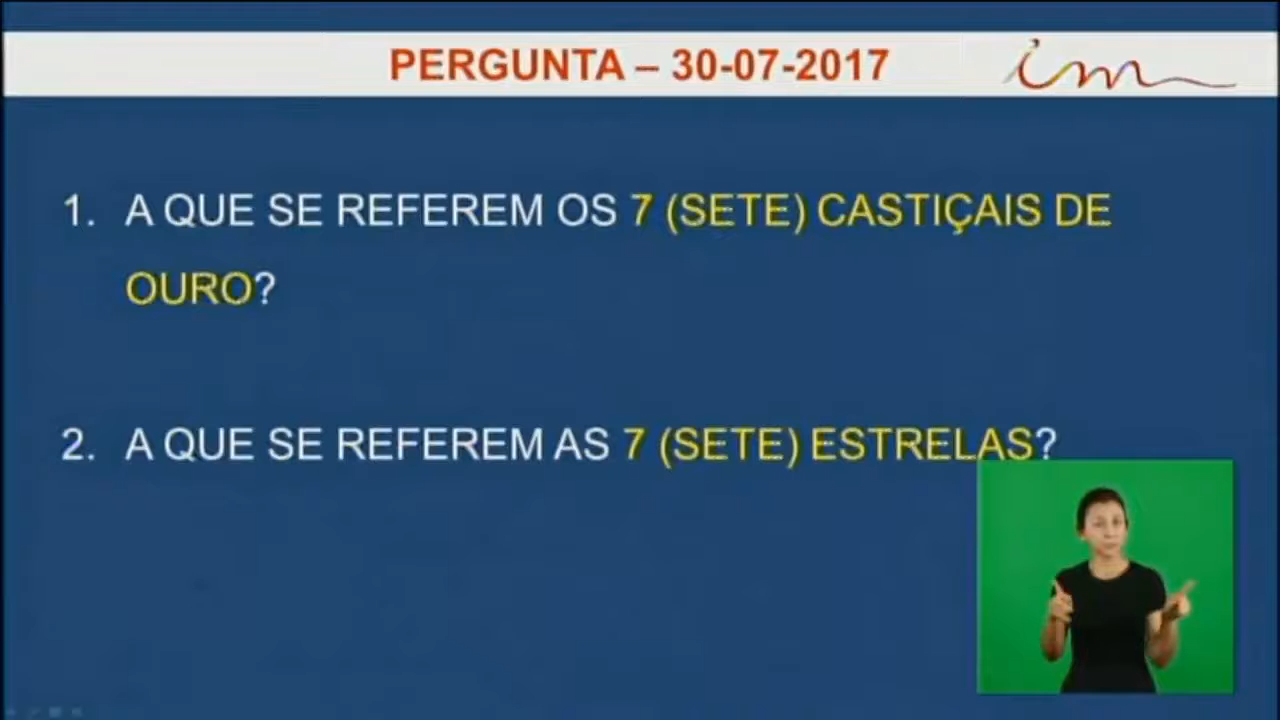 PERGUNTA – 30-07-2017
im
1. A QUE SE REFEREM OS 7 (SETE) CASTIÇAIS DE
OURO?
2. A QUE SE REFEREM AS 7 (SETE) ESTRELAS?